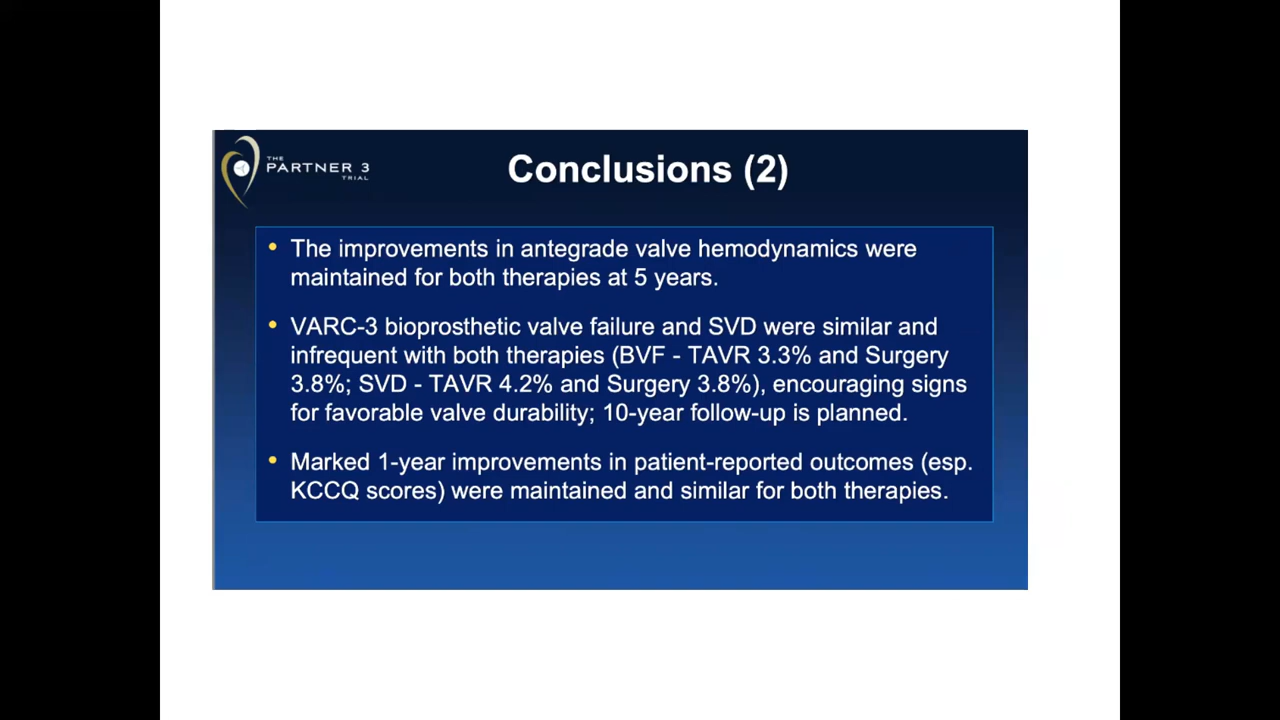 THE
PARTNER 3
TRIAL
Conclusions (2)
• The improvements in antegrade valve hemodynamics were
maintained for both therapies at 5 years.
• VARC-3 bioprosthetic valve failure and SVD were similar and
infrequent with both therapies (BVF - TAVR 3.3% and Surgery
3.8%; SVD - TAVR 4.2% and Surgery 3.8%), encouraging signs
for favorable valve durability; 10-year follow-up is planned.
• Marked 1-year improvements in patient-reported outcomes (esp.
KCCQ scores) were maintained and similar for both therapies.